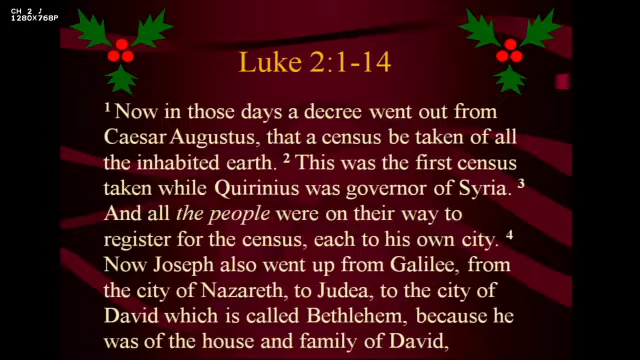 CH 2 ♪
1280X768P
Luke 2:1-14
1 Now in those days a decree went out from
Caesar Augustus, that a census be taken of all
the inhabited earth. 2 This was the first census
taken while Quirinius was governor of Syria. 3
And all the people were on their way to
register for the census, each to his own city. 4
Now Joseph also went up from Galilee, from
the city of Nazareth, to Judea, to the city of
David which is called Bethlehem, because he
was of the house and family of David,